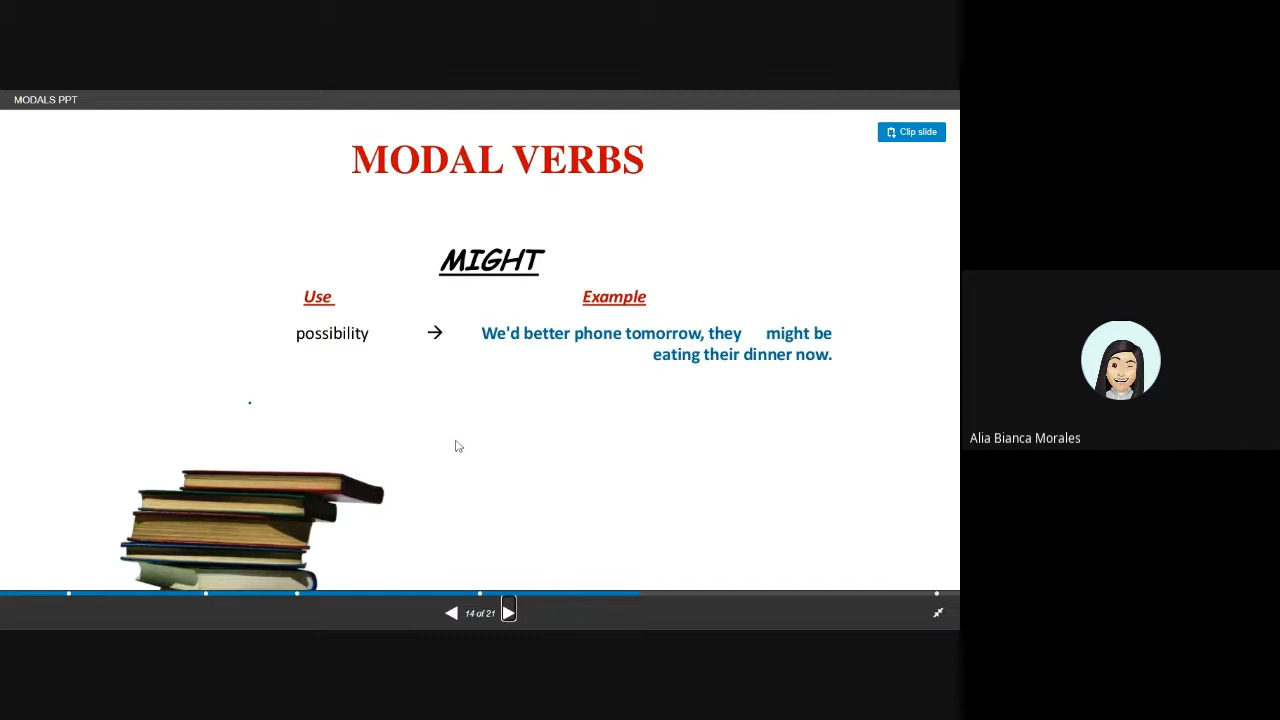 MODALS PPT
Clip slide
MODAL VERBS
MIGHT
Use Example
possibility → We'd better phone tomorrow, they might be
eating their dinner now.
Alia Bianca Morales
14 of 21